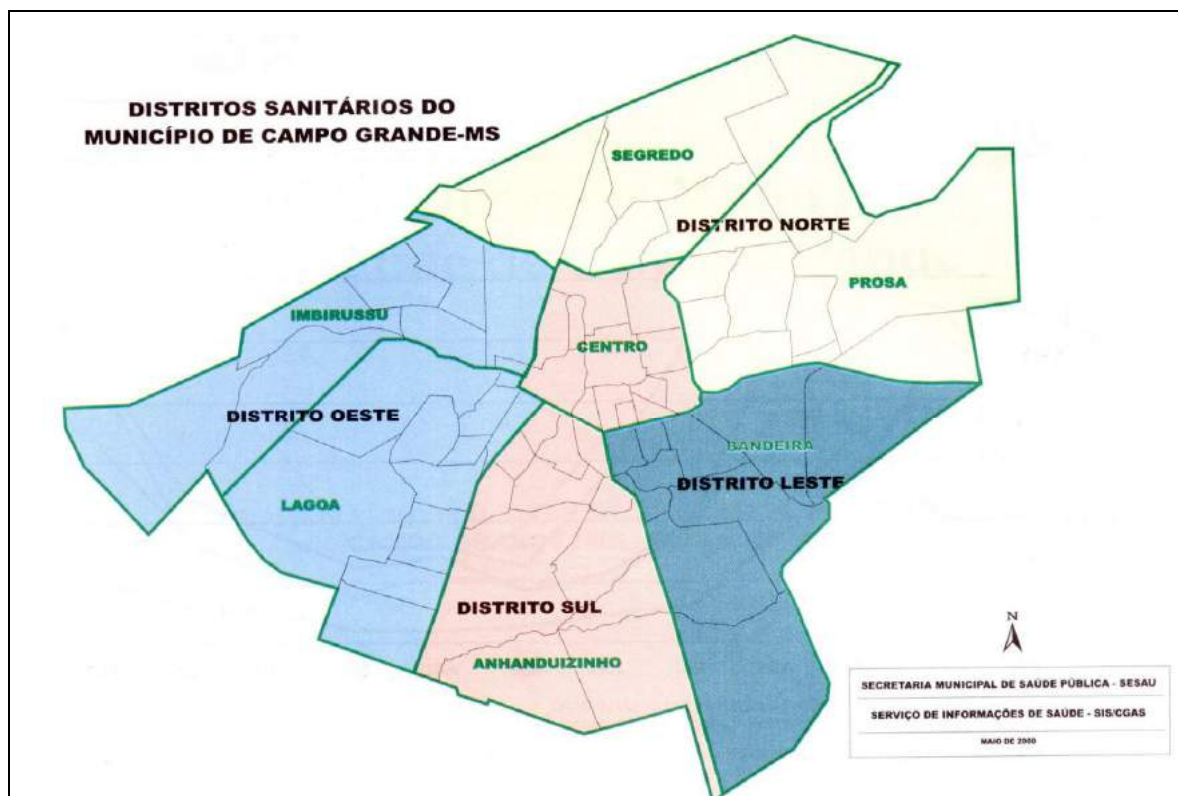 DISTRITOS SANITÁRIOS DO
MUNICÍPIO DE CAMPO GRANDE-MS
SEGREDO
DISTRITO NORTE
PROSA
IMBIRUSSU
CENTRO
DISTRITO OESTE
BANDEIRA
DISTRITO LESTE
LAGOA
DISTRITO SUL
ANHANDUIZINHO
N
SECRETARIA MUNICIPAL DE SAÚDE PÚBLICA - SESAU
SERVIÇO DE INFORMAÇÕES DE SAÚDE - SIS/CGAS
MAIO DE 2000